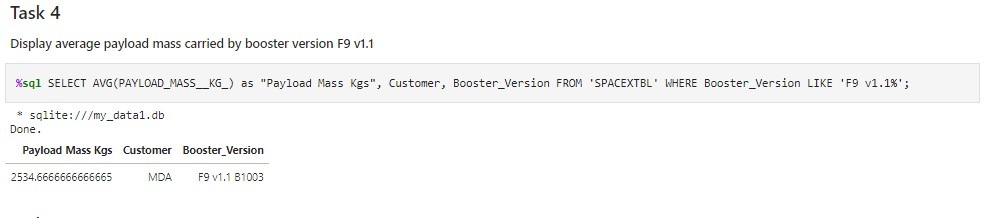 Task 4
Display average payload mass carried by booster version F9 v1.1
%sql SELECT AVG(PAYLOAD_MASS__KG_) as "Payload Mass Kgs", Customer, Booster_Version FROM 'SPACEXTBL' WHERE Booster_Version LIKE 'F9 v1.1%';
* sqlite:///my_data1.db
Done.
Payload Mass Kgs Customer Booster_Version
2534.6666666666665 MDA F9 v1.1 B1003